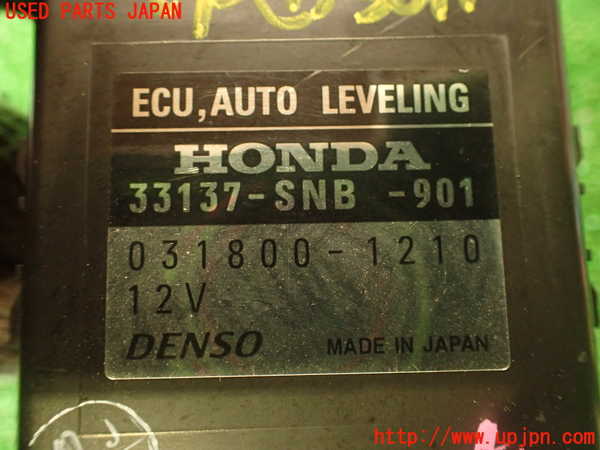 USED PARTS JAPAN
ECU, AUTO LEVELING
HONDA
33137-SNB -901
031800-1210
12V
DENSO MADE IN JAPAN
http://www.upjpn.com/